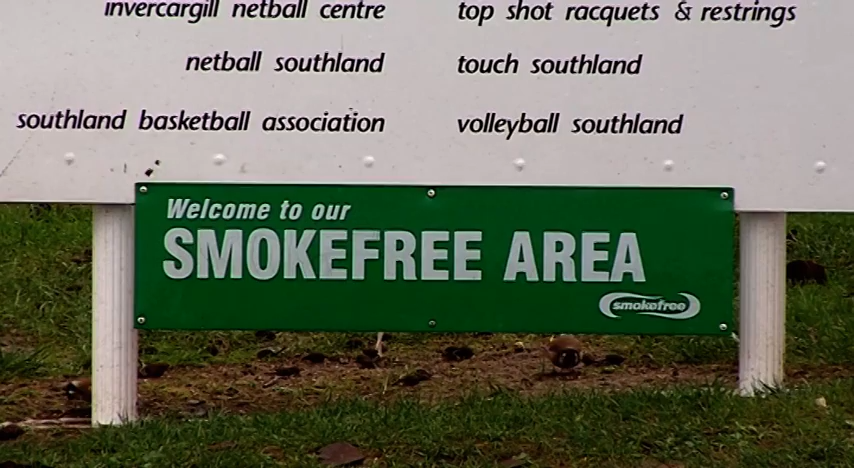 invercargill netball centre
netball southland
southland basketball association
top shot racquets & restrings
touch southland
volleyball southland
Welcome to our
SMOKEFREE AREA
smokefree